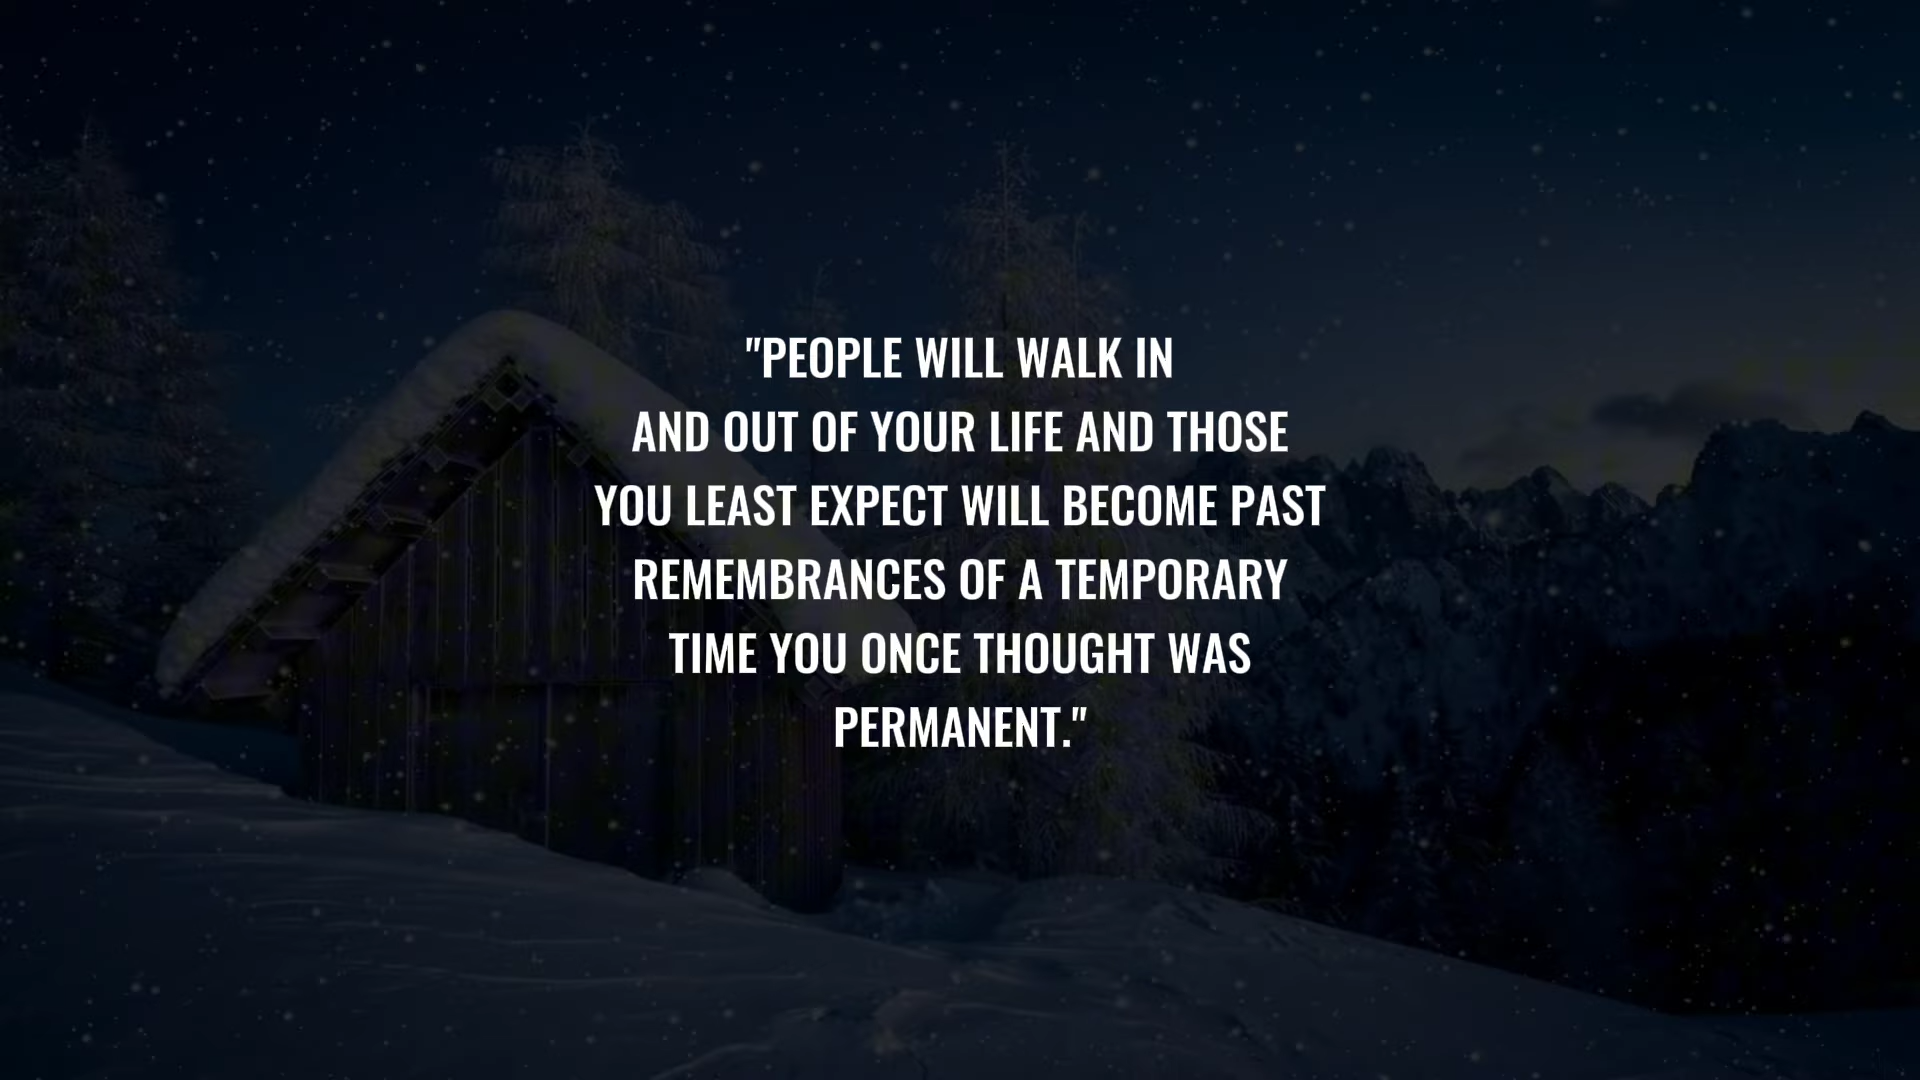 "PEOPLE WILL WALK IN
AND OUT OF YOUR LIFE AND THOSE
YOU LEAST EXPECT WILL BECOME PAST
REMEMBRANCES OF A TEMPORARY
TIME YOU ONCE THOUGHT WAS
PERMANENT."